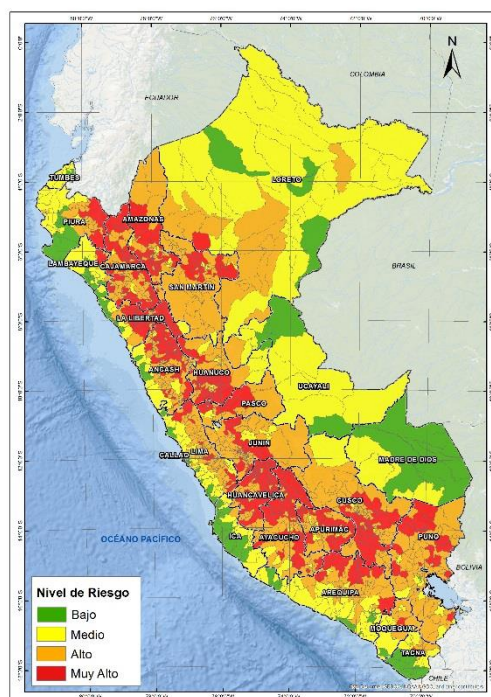 N
COLOMBIA
ECUADOR
TUMBES
LORETO
PIURA
AMAZONAS
LAMBAYEQUE
CAJAMARCA
BRASIL
SAN MARTIN
LA LIBERTAD
ANCASH
HUANUCO
UCAYALI
PASCO
JUNIN
CALLAO
LIMA
MADRE DE DIOS
HUANCAVELICA
CUSCO
ICA
AYACUCHO
APURIMAC
PUNO
OCÉANO PACÍFICO
BOLIVIA
AREQUIPA
MOQUEGUA
TACNA
CHILE
Nivel de Riesgo
Bajo
Medio
Alto
Muy Alto